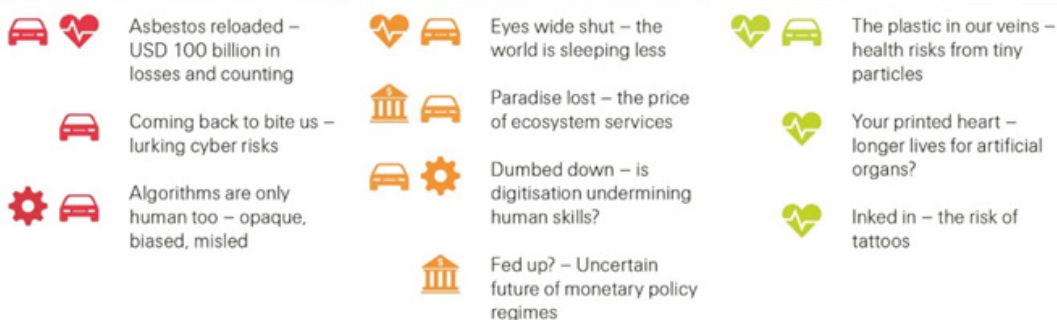 Asbestos reloaded –
USD 100 billion in
losses and counting
Coming back to bite us –
lurking cyber risks
Algorithms are only
human too – opaque,
biased, misled
Eyes wide shut – the
world is sleeping less
Paradise lost – the price
of ecosystem services
Dumbed down – is
digitisation undermining
human skills?
Fed up? – Uncertain
future of monetary policy
regimes
The plastic in our veins –
health risks from tiny
particles
Your printed heart –
longer lives for artificial
organs?
Inked in – the risk of
tattoos